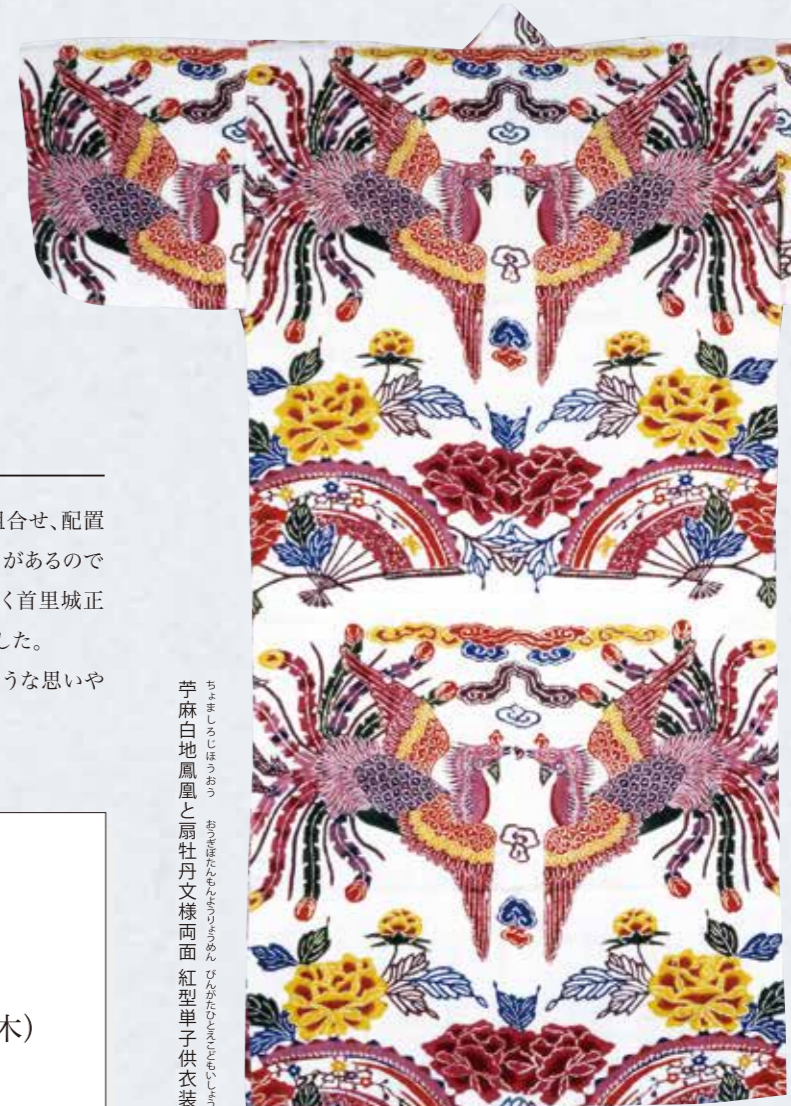 組合せ、配置
があるので
く首里城正
した。
うな思いや
木）
苧麻白地鳳凰と扇牡丹文様両面 紅型単子供衣装
ちょましろじほうおう おうぎぼたんもんようりょうめん びんがたひとえこどもいしょう